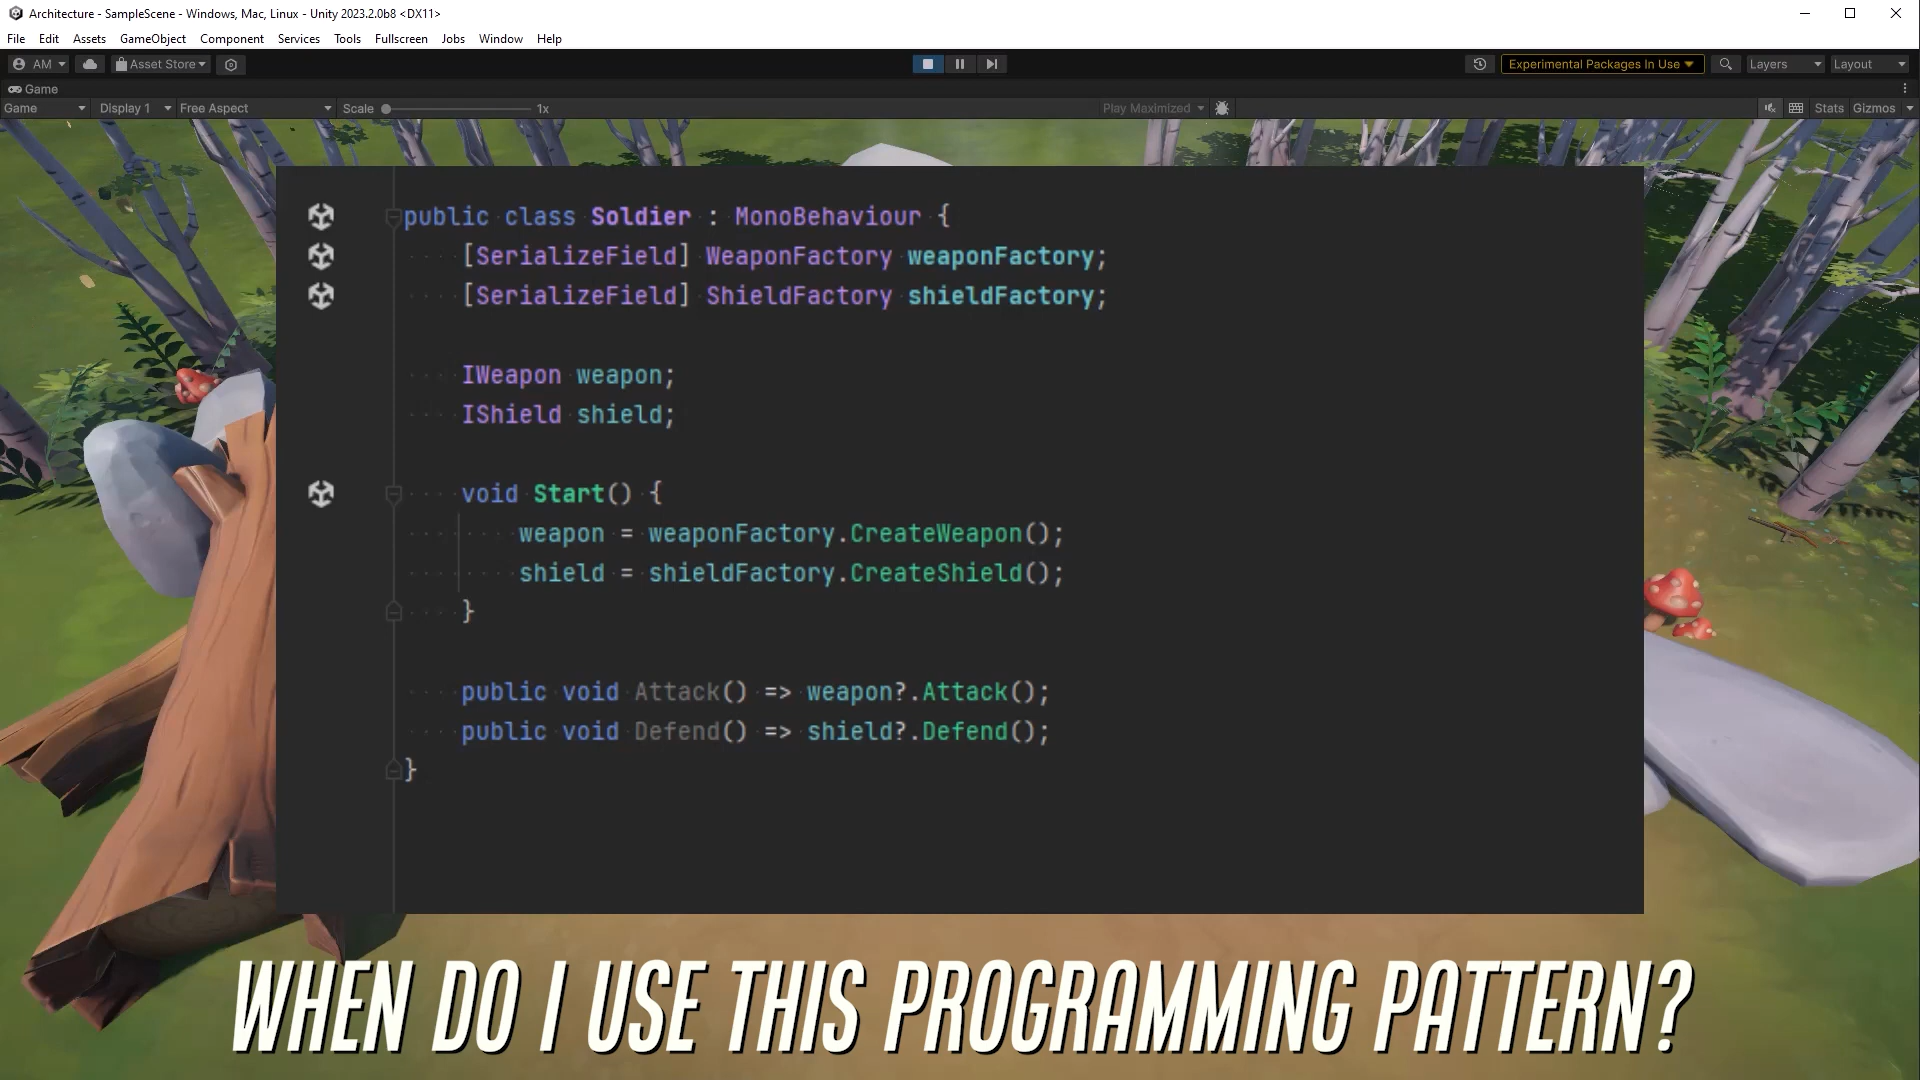 Architecture - SampleScene - Windows, Mac, Linux - Unity 2023.2.0b8 <DX11>
File Edit Assets GameObject Component Services Tools Fullscreen Jobs Window Help
AM Asset Store Experimental Packages In Use Layers Layout
Game
Game Display 1 Free Aspect Scale 1x Play Maximized Stats Gizmos
public class Soldier : MonoBehaviour {
[SerializeField] WeaponFactory weaponFactory;
[SerializeField] ShieldFactory shieldFactory;
IWeapon weapon;
IShield shield;
void Start() {
weapon = weaponFactory.CreateWeapon();
shield = shieldFactory.CreateShield();
}
public void Attack() => weapon?.Attack();
public void Defend() => shield?.Defend();
}
WHEN DO I USE THIS PROGRAMMING PATTERN?